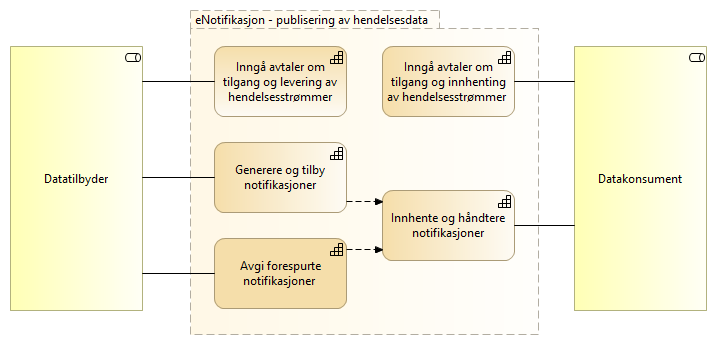 eNotifikasjon - publisering av hendelsesdata
Datatilbyder
Inngå avtaler om
tilgang og levering av
hendelsesstrømmer
Inngå avtaler om
tilgang og innhenting
av hendelsesstrømmer
Generere og tilby
notifikasjoner
Innhente og håndtere
notifikasjoner
Avgi forespurte
notifikasjoner
Datakonsument